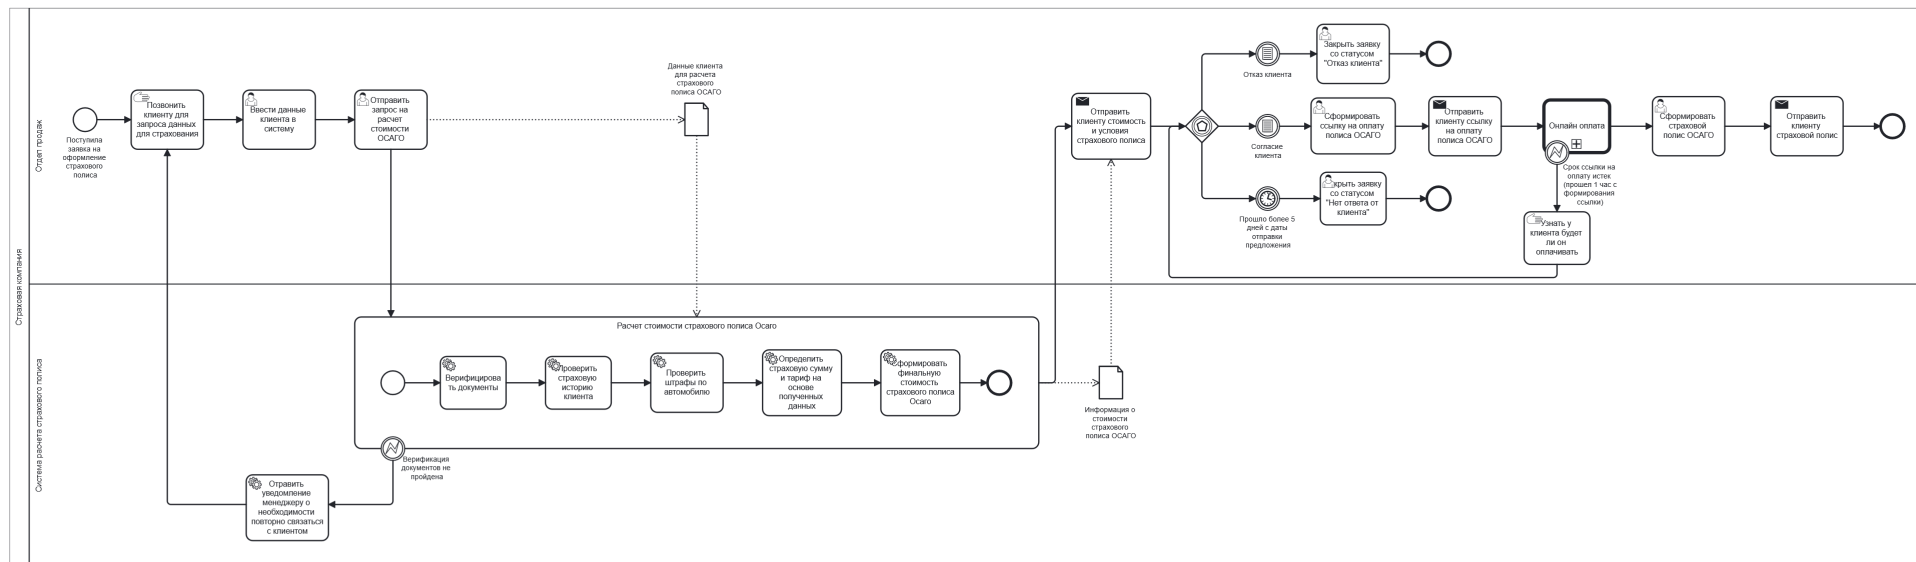 Страховая компания
Отдел продаж
Поступила
заявка на
оформление
страхового
полиса
Позвонить
клиенту для
запроса данных
для страхования
Ввести данные
клиента в
систему
Отправить
запрос на
расчет
стоимости
ОСАГО
Данные клиента
для расчета
страхового
полиса ОСАГО
Отправить
клиенту стоимость
и условия
страхового полиса
Отказ клиента
Закрыть заявку
со статусом
"Отказ клиента"
Согласие
клиента
Сформировать
ссылку на оплату
полиса ОСАГО
Отправить
клиенту ссылку
на оплату
полиса ОСАГО
Онлайн оплата
Срок ссылки на
оплату истек
(прошел 1 час с
формирования
ссылки)
Сформировать
страховой
полис ОСАГО
Отправить
клиенту
страховой полис
Прошло более 5
дней с даты
отправки
предложения
крыть заявку
со статусом
"Нет ответа от
клиента"
Узнать у
клиента будет
ли он
оплачивать
Система расчета страхового полиса
Расчет стоимости страхового полиса Осаго
Верифицирова
ть документы
Проверить
страховую
историю
клиента
Проверить
штрафы по
автомобилю
Определить
страховую сумму
и тариф на
основе
полученных
данных
Сформировать
финальную
стоимость
страхового полиса
Осаго
Информация о
стоимости
страхового
полиса ОСАГО
Верификация
документов не
пройдена
Отравить
уведомление
менеджеру о
необходимости
повторно связаться
с клиентом